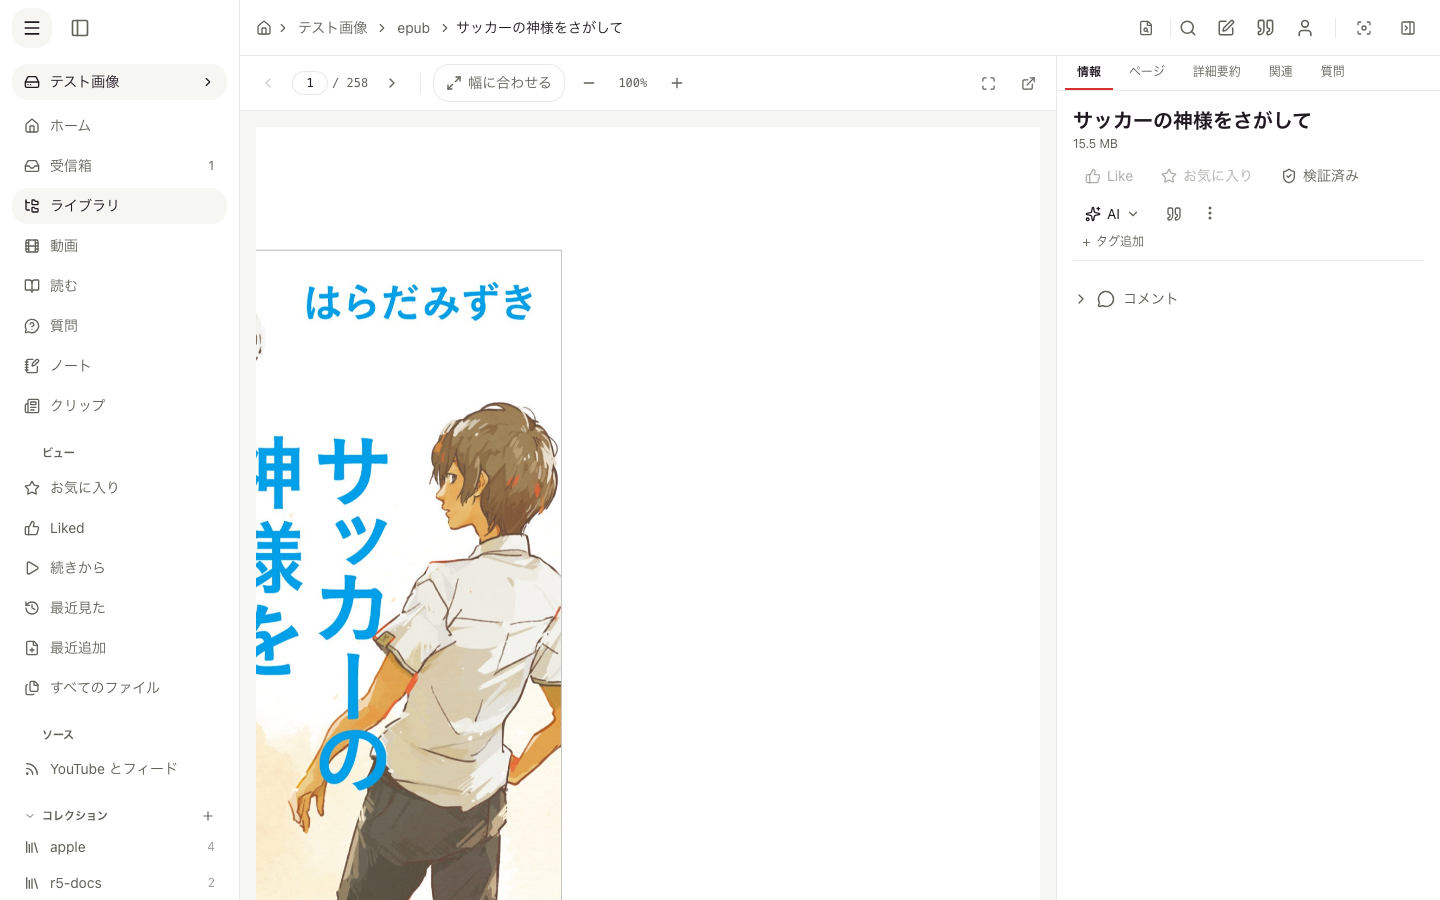 テスト画像 › epub › サッカーの神様をさがして
テスト画像
ホーム
受信箱 1
ライブラリ
動画
読む
質問
ノート
クリップ
ビュー
お気に入り
Liked
続きから
最近見た
最近追加
すべてのファイル
ソース
YouTube とフィード
コレクション
apple 4
r5-docs 2
1 / 258
幅に合わせる
100%
はらだみずき
サッカーの
神様を
情報 ページ 詳細要約 関連 質問
サッカーの神様をさがして
15.5 MB
Like お気に入り 検証済み
AI
+ タグ追加
コメント